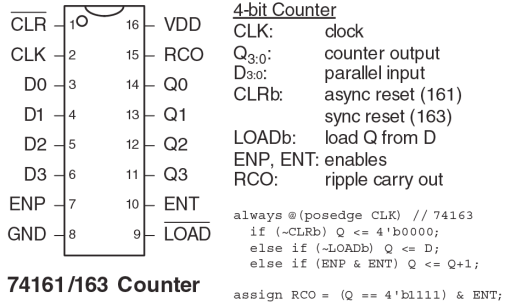 CLR 1 16 VDD
CLK 2 15 RCO
D0 3 14 Q0
D1 4 13 Q1
D2 5 12 Q2
D3 6 11 Q3
ENP 7 10 ENT
GND 8 9 LOAD
74161/163 Counter
4-bit Counter
CLK: clock
Q3:0: counter output
D3:0: parallel input
CLRb: async reset (161)
sync reset (163)
LOADb: load Q from D
ENP, ENT: enables
RCO: ripple carry out
always @(posedge CLK) // 74163
if (~CLRb) Q <= 4'b0000;
else if (~LOADb) Q <= D;
else if (ENP & ENT) Q <= Q+1;
assign RCO = (Q == 4'b1111) & ENT;